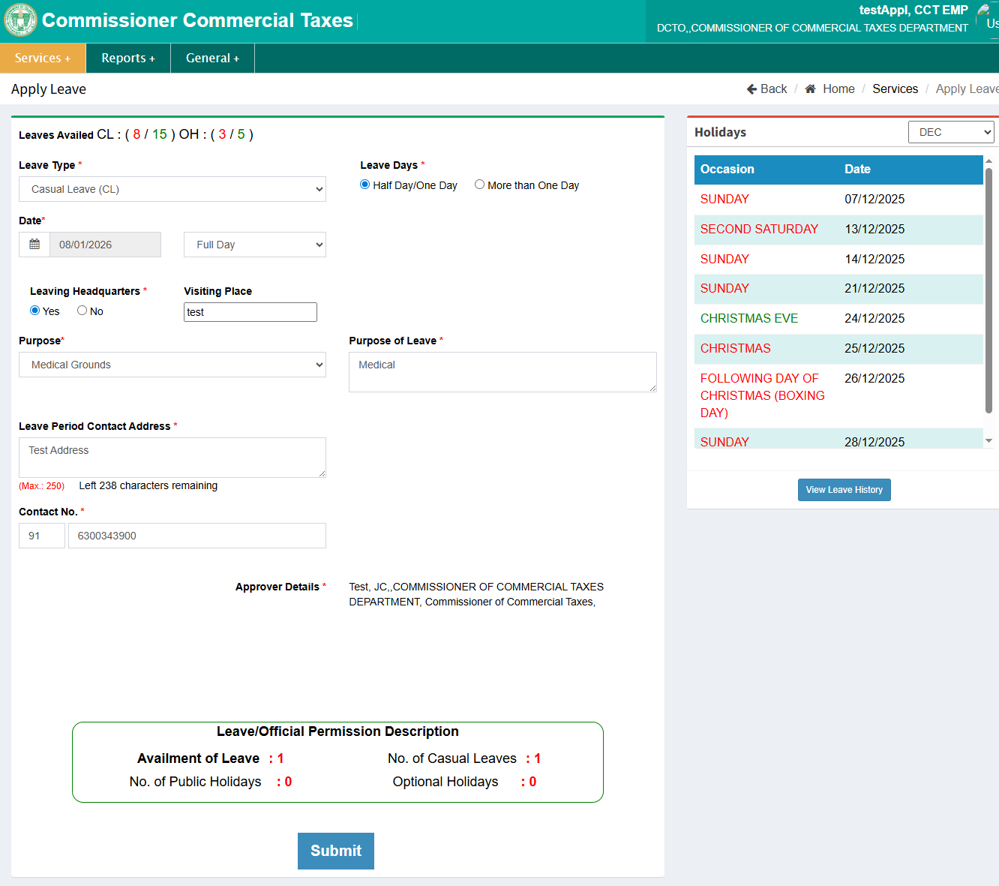 Commissioner Commercial Taxes
testAppl, CCT EMP
DCTO,,COMMISSIONER OF COMMERCIAL TAXES DEPARTMENT
Us
Services +
Reports +
General +
Apply Leave
Back / Home / Services / Apply Leave
Leaves Availed CL : ( 8 / 15 ) OH : ( 3 / 5 )
Leave Type *
Leave Days *
Casual Leave (CL)
Half Day/One Day
More than One Day
Date*
08/01/2026
Full Day
Leaving Headquarters *
Visiting Place
Yes
No
test
Purpose*
Purpose of Leave *
Medical Grounds
Medical
Leave Period Contact Address *
Test Address
(Max.: 250) Left 238 characters remaining
Contact No. *
91
6300343900
Approver Details *
Test, JC,,COMMISSIONER OF COMMERCIAL TAXES
DEPARTMENT, Commissioner of Commercial Taxes,
Leave/Official Permission Description
Availment of Leave : 1
No. of Casual Leaves : 1
No. of Public Holidays : 0
Optional Holidays : 0
Submit
Holidays
DEC
Occasion Date
SUNDAY 07/12/2025
SECOND SATURDAY 13/12/2025
SUNDAY 14/12/2025
SUNDAY 21/12/2025
CHRISTMAS EVE 24/12/2025
CHRISTMAS 25/12/2025
FOLLOWING DAY OF 26/12/2025
CHRISTMAS (BOXING
DAY)
SUNDAY 28/12/2025
View Leave History